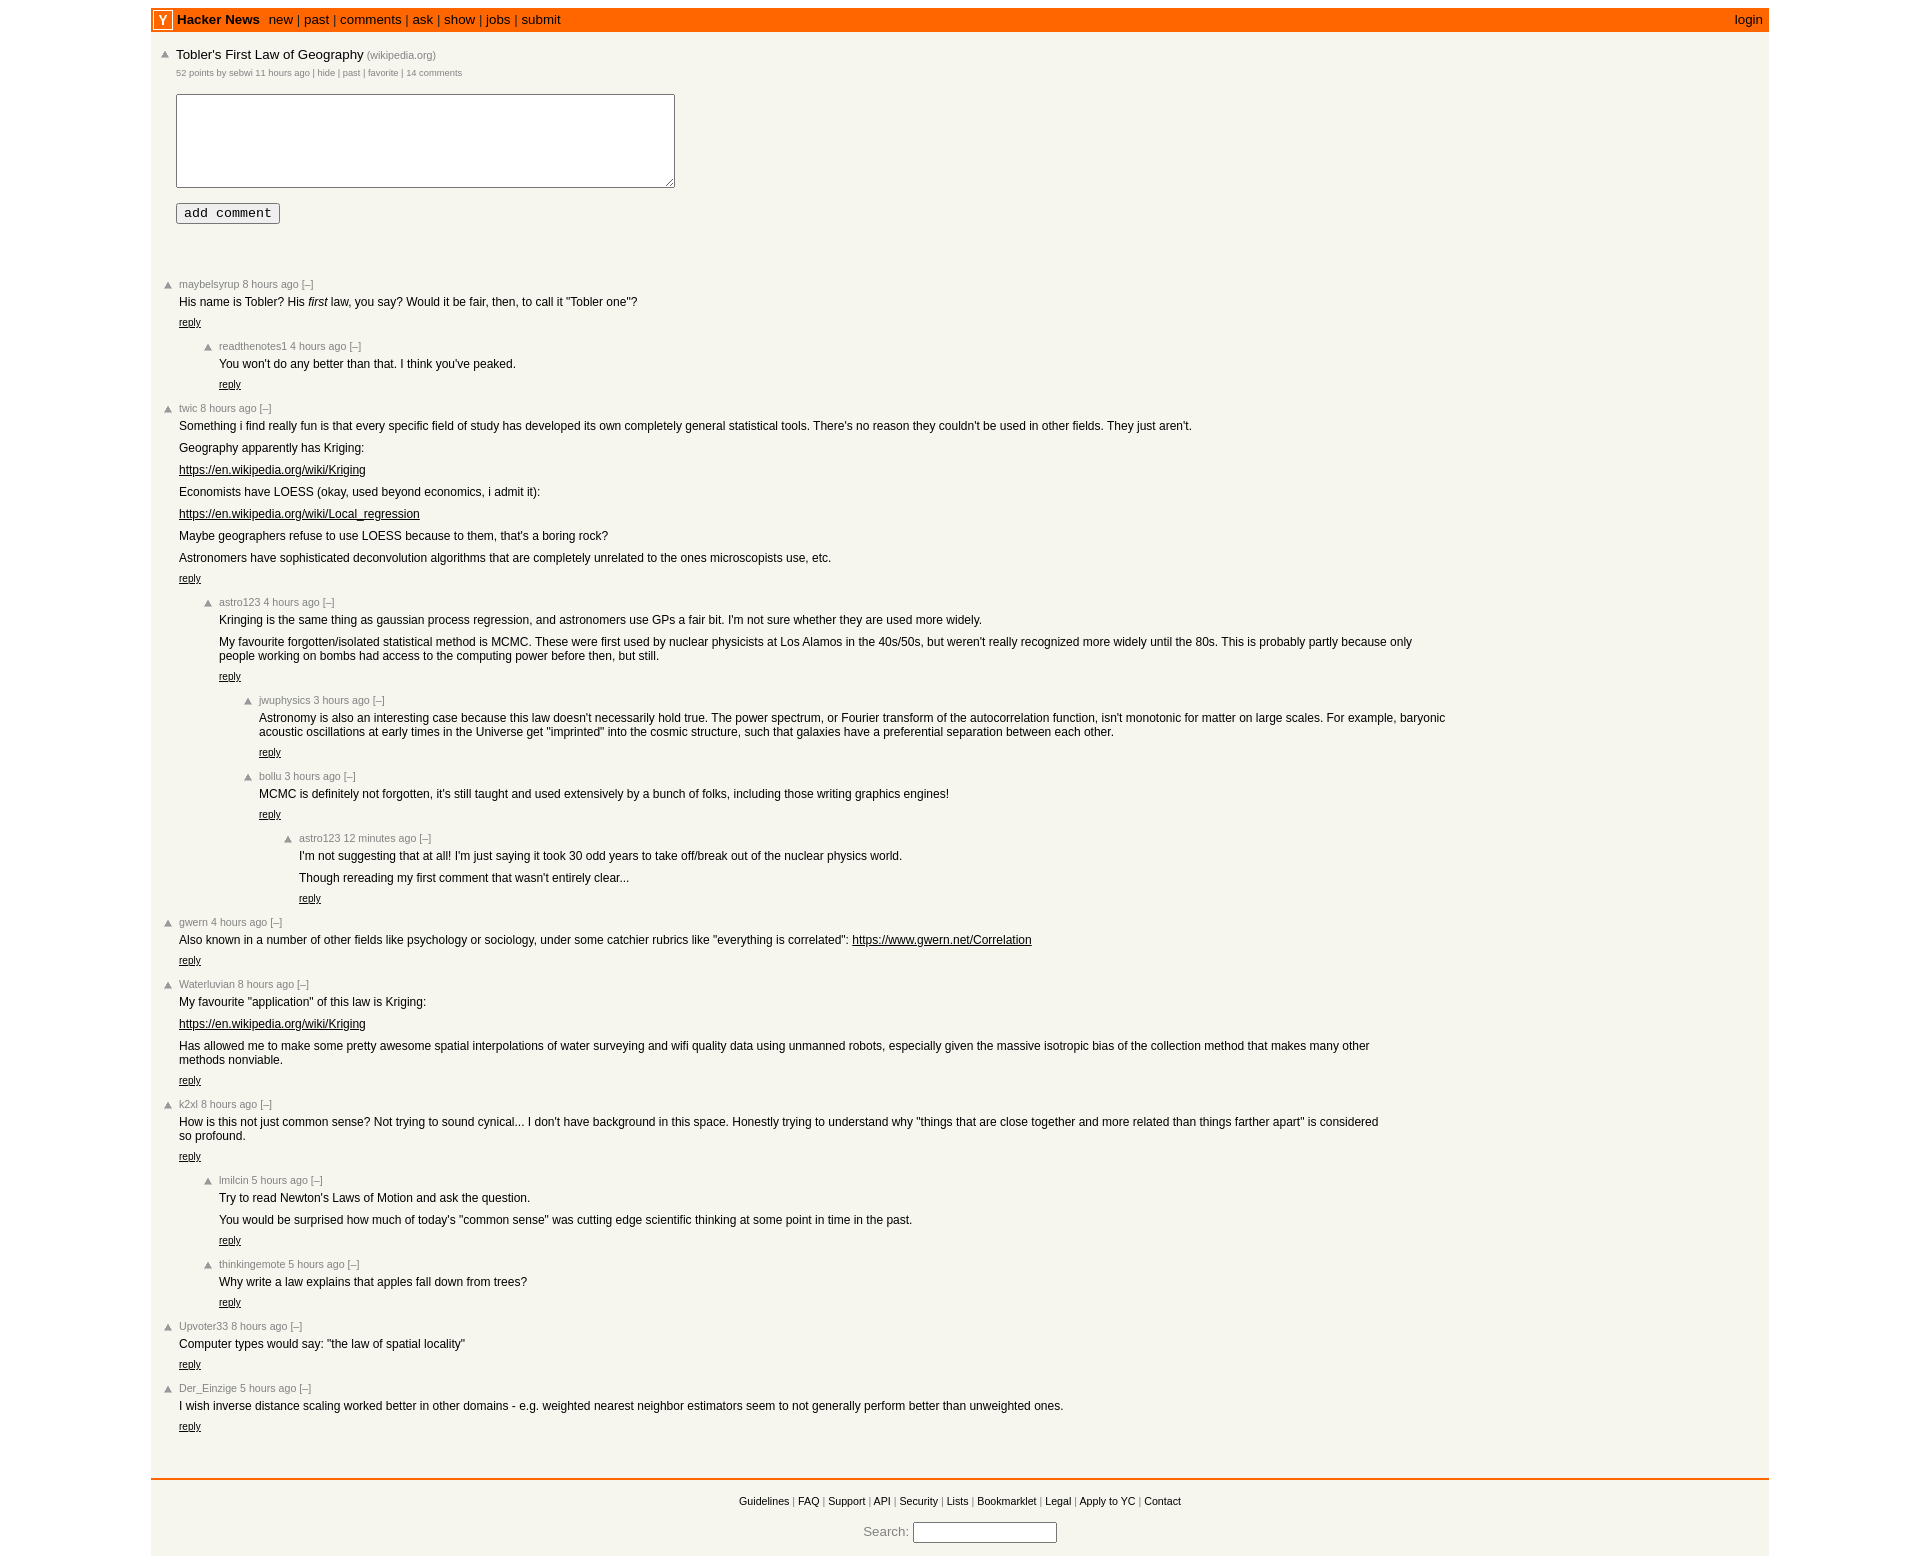 Y Hacker News new | past | comments | ask | show | jobs | submit login
Tobler's First Law of Geography (wikipedia.org)
52 points by sebwi 11 hours ago | hide | past | favorite | 14 comments
add comment
maybelsyrup 8 hours ago [–]
His name is Tobler? His first law, you say? Would it be fair, then, to call it "Tobler one"?
reply
readthenotes1 4 hours ago [–]
You won't do any better than that. I think you've peaked.
reply
twic 8 hours ago [–]
Something i find really fun is that every specific field of study has developed its own completely general statistical tools. There's no reason they couldn't be used in other fields. They just aren't.
Geography apparently has Kriging:
https://en.wikipedia.org/wiki/Kriging
Economists have LOESS (okay, used beyond economics, i admit it):
https://en.wikipedia.org/wiki/Local_regression
Maybe geographers refuse to use LOESS because to them, that's a boring rock?
Astronomers have sophisticated deconvolution algorithms that are completely unrelated to the ones microscopists use, etc.
reply
astro123 4 hours ago [–]
Kringing is the same thing as gaussian process regression, and astronomers use GPs a fair bit. I'm not sure whether they are used more widely.
My favourite forgotten/isolated statistical method is MCMC. These were first used by nuclear physicists at Los Alamos in the 40s/50s, but weren't really recognized more widely until the 80s. This is probably partly because only
people working on bombs had access to the computing power before then, but still.
reply
jwuphysics 3 hours ago [–]
Astronomy is also an interesting case because this law doesn't necessarily hold true. The power spectrum, or Fourier transform of the autocorrelation function, isn't monotonic for matter on large scales. For example, baryonic
acoustic oscillations at early times in the Universe get "imprinted" into the cosmic structure, such that galaxies have a preferential separation between each other.
reply
bollu 3 hours ago [–]
MCMC is definitely not forgotten, it's still taught and used extensively by a bunch of folks, including those writing graphics engines!
reply
astro123 12 minutes ago [–]
I'm not suggesting that at all! I'm just saying it took 30 odd years to take off/break out of the nuclear physics world.
Though rereading my first comment that wasn't entirely clear...
reply
gwern 4 hours ago [–]
Also known in a number of other fields like psychology or sociology, under some catchier rubrics like "everything is correlated": https://www.gwern.net/Correlation
reply
Waterluvian 8 hours ago [–]
My favourite "application" of this law is Kriging:
https://en.wikipedia.org/wiki/Kriging
Has allowed me to make some pretty awesome spatial interpolations of water surveying and wifi quality data using unmanned robots, especially given the massive isotropic bias of the collection method that makes many other
methods nonviable.
reply
k2xl 8 hours ago [–]
How is this not just common sense? Not trying to sound cynical... I don't have background in this space. Honestly trying to understand why "things that are close together and more related than things farther apart" is considered
so profound.
reply
lmilcin 5 hours ago [–]
Try to read Newton's Laws of Motion and ask the question.
You would be surprised how much of today's "common sense" was cutting edge scientific thinking at some point in time in the past.
reply
thinkingemote 5 hours ago [–]
Why write a law explains that apples fall down from trees?
reply
Upvoter33 8 hours ago [–]
Computer types would say: "the law of spatial locality"
reply
Der_Einzige 5 hours ago [–]
I wish inverse distance scaling worked better in other domains - e.g. weighted nearest neighbor estimators seem to not generally perform better than unweighted ones.
reply
Guidelines | FAQ | Support | API | Security | Lists | Bookmarklet | Legal | Apply to YC | Contact
Search: